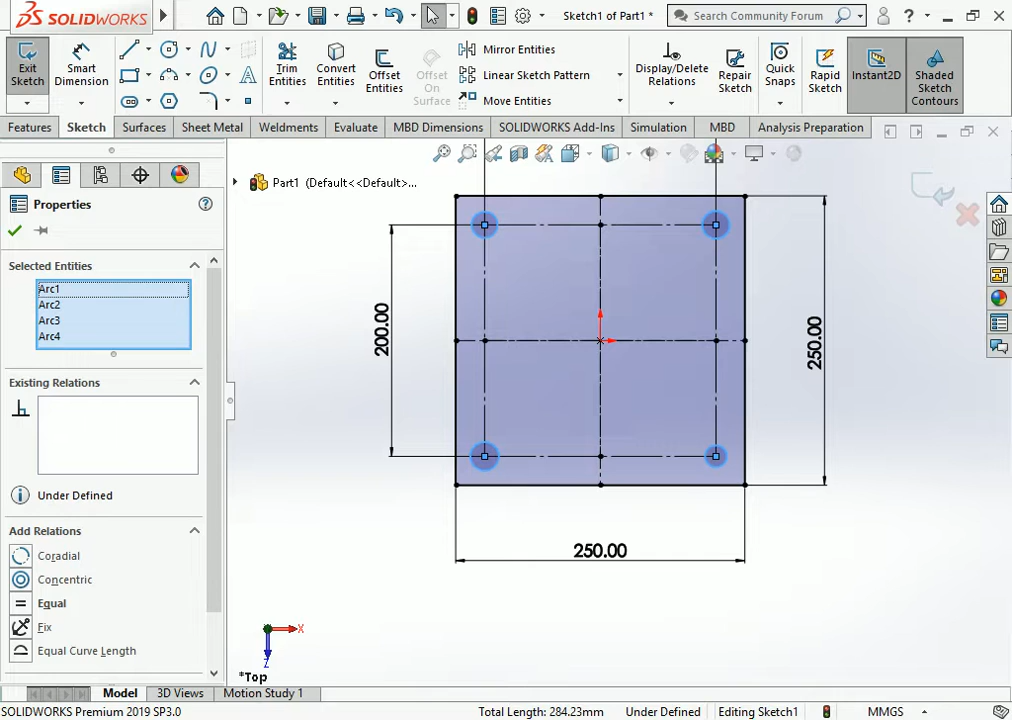 SOLIDWORKS
Sketch1 of Part1 *
Search Community Forum
Exit Sketch
Smart Dimension
Trim Entities
Convert Entities
Offset Entities
Offset On Surface
Mirror Entities
Linear Sketch Pattern
Move Entities
Display/Delete Relations
Repair Sketch
Quick Snaps
Rapid Sketch
Instant2D
Shaded Sketch Contours
Features
Sketch
Surfaces
Sheet Metal
Weldments
Evaluate
MBD Dimensions
SOLIDWORKS Add-Ins
Simulation
MBD
Analysis Preparation
Part1 (Default<<Default>...
Properties
Selected Entities
Arc1
Arc2
Arc3
Arc4
Existing Relations
Under Defined
Add Relations
Coradial
Concentric
Equal
Fix
Equal Curve Length
200.00
250.00
250.00
X
Z
*Top
Model
3D Views
Motion Study 1
SOLIDWORKS Premium 2019 SP3.0
Total Length: 284.23mm
Under Defined
Editing Sketch1
MMGS